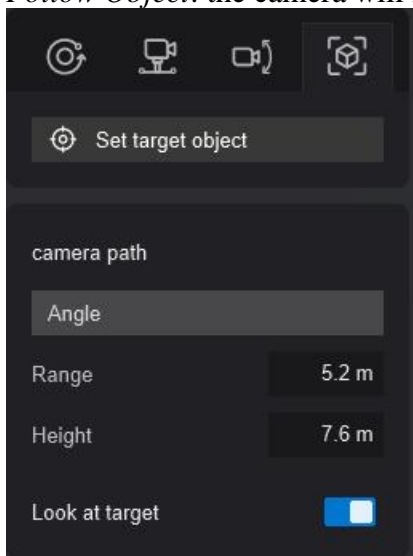 Follow Object: the camera will
Set target object
camera path
Angle
Range 5.2 m
Height 7.6 m
Look at target